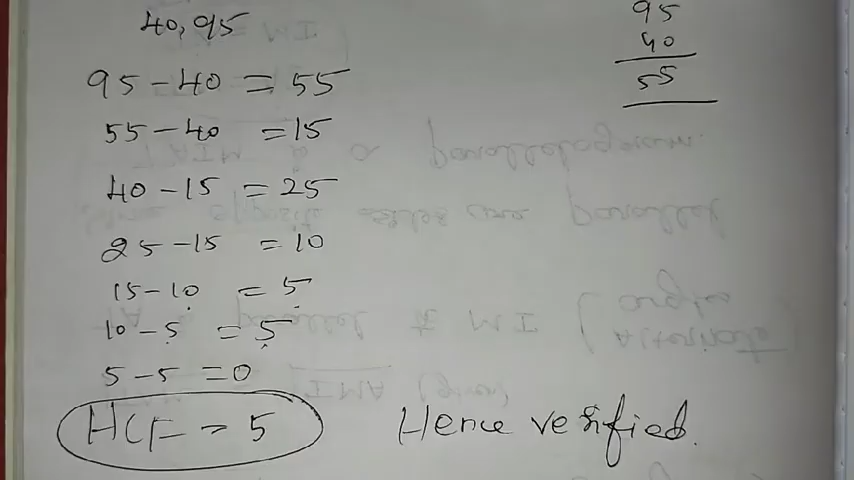 40,95
95 - 40 = 55
55 - 40 = 15
40 - 15 = 25
25 - 15 = 10
15 - 10 = 5
10 - 5 = 5
5 - 5 = 0
HCF = 5
Hence verified.
95
40
55